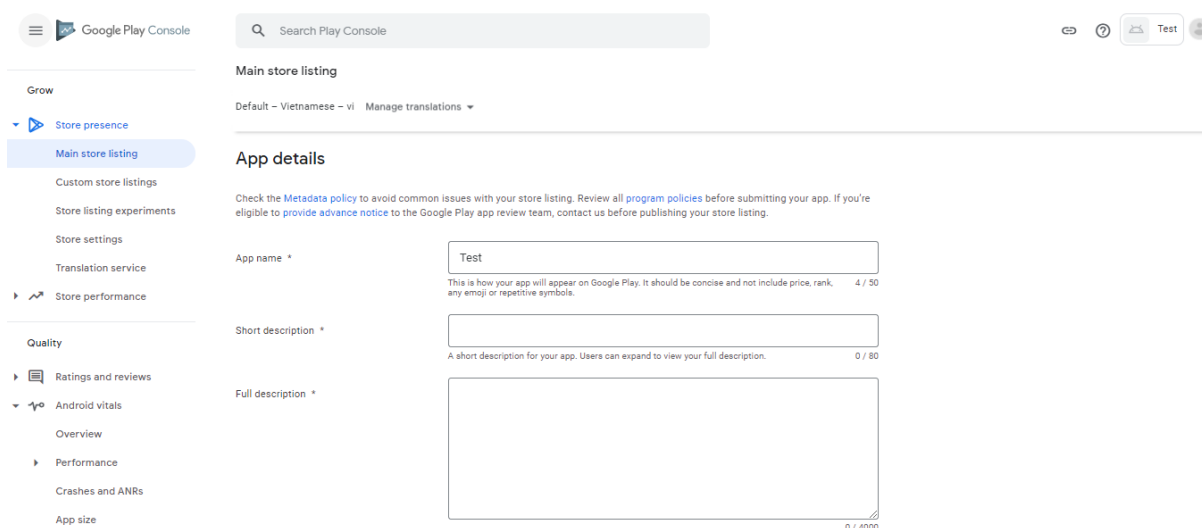 Google Play Console
Search Play Console
Test
Grow
Store presence
Main store listing
Custom store listings
Store listing experiments
Store settings
Translation service
Store performance
Quality
Ratings and reviews
Android vitals
Overview
Performance
Crashes and ANRs
App size
Main store listing
Default – Vietnamese – vi Manage translations
App details
Check the Metadata policy to avoid common issues with your store listing. Review all program policies before submitting your app. If you're
eligible to provide advance notice to the Google Play app review team, contact us before publishing your store listing.
App name *
Test
This is how your app will appear on Google Play. It should be concise and not include price, rank, 4 / 50
any emoji or repetitive symbols.
Short description *
A short description for your app. Users can expand to view your full description. 0 / 80
Full description *
0 / 4000